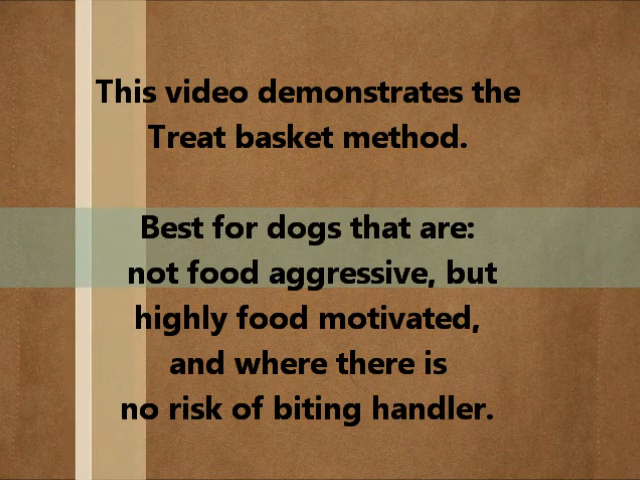 This video demonstrates the
Treat basket method.
Best for dogs that are:
not food aggressive, but
highly food motivated,
and where there is
no risk of biting handler.